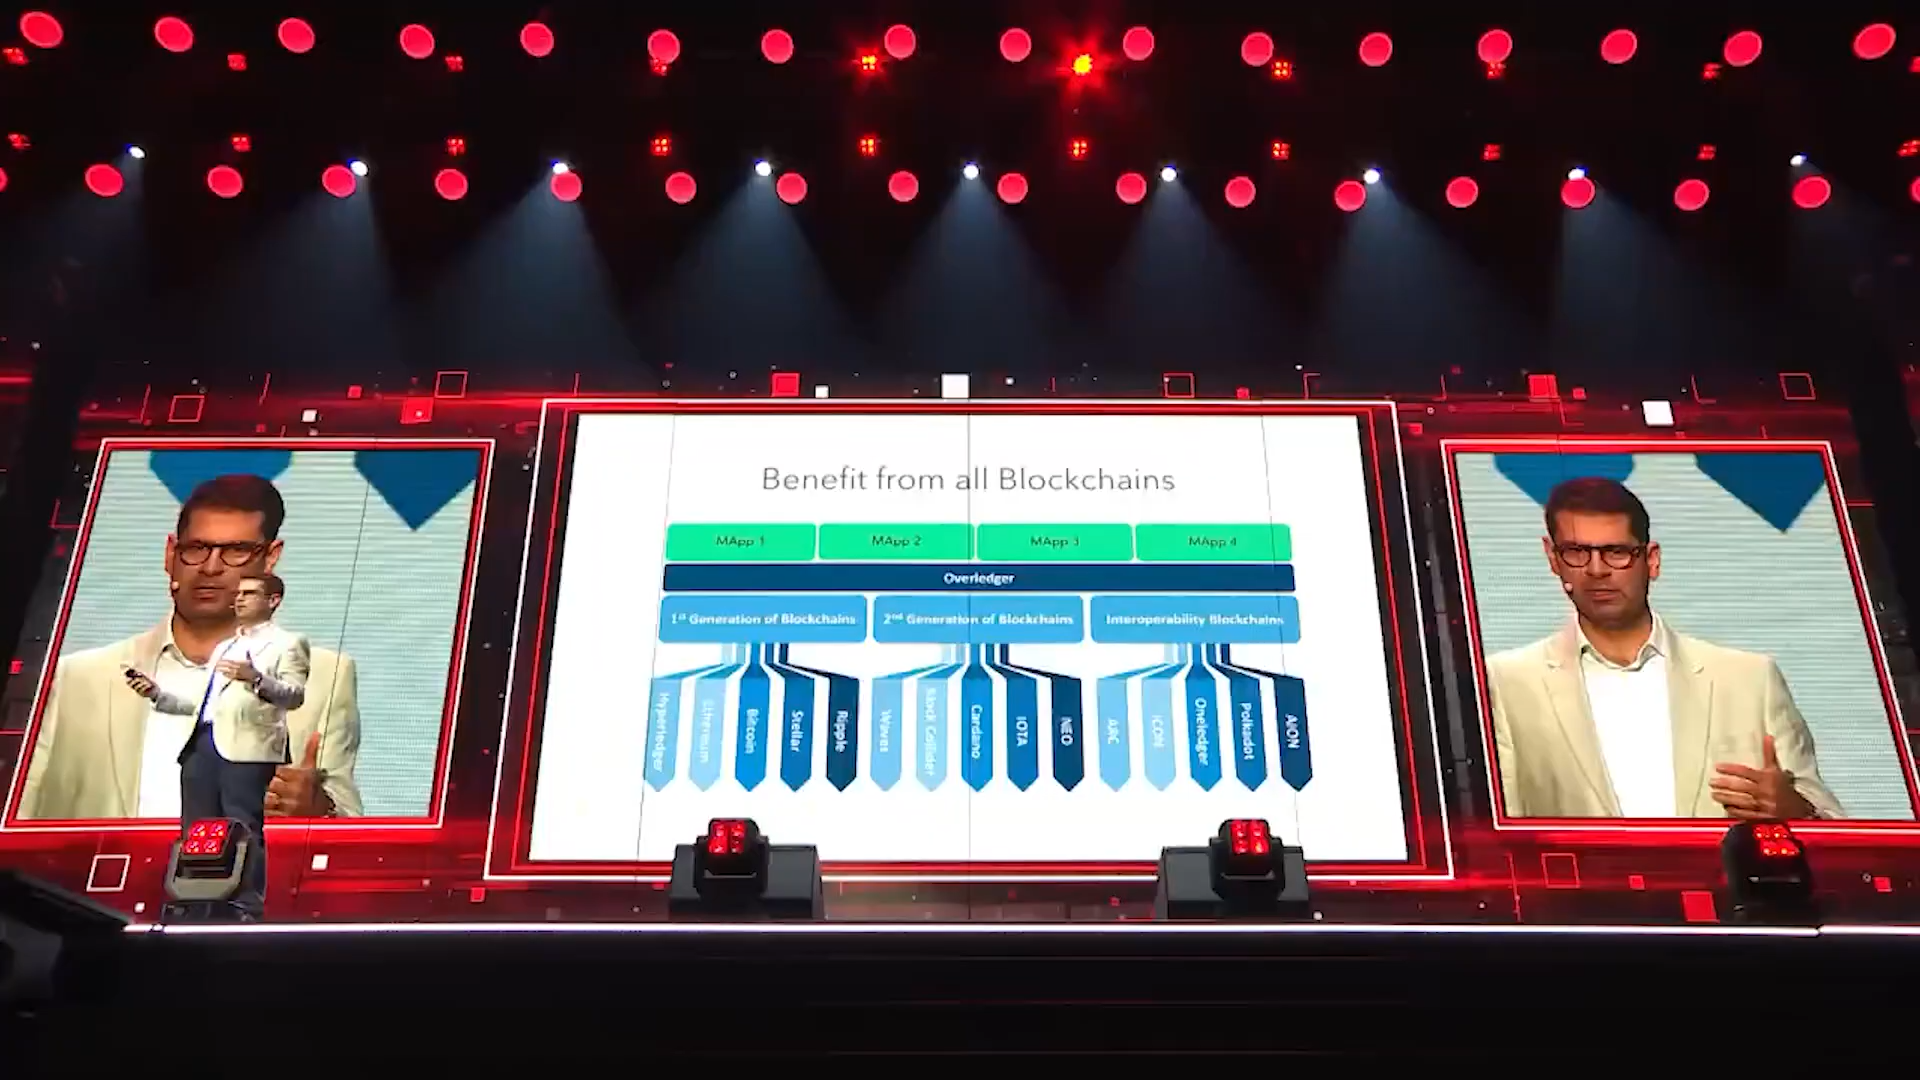 Benefit from all Blockchains
MApp 1
MApp 2
MApp 3
MApp 4
Overledger
1st Generation of Blockchains
2nd Generation of Blockchains
Interoperability Blockchains
Hyperledger
Ethereum
Bitcoin
Stellar
Ripple
Waves
Block Collider
Cardano
IOTA
NEO
ARC
ICON
Oneledger
Polkadot
AION